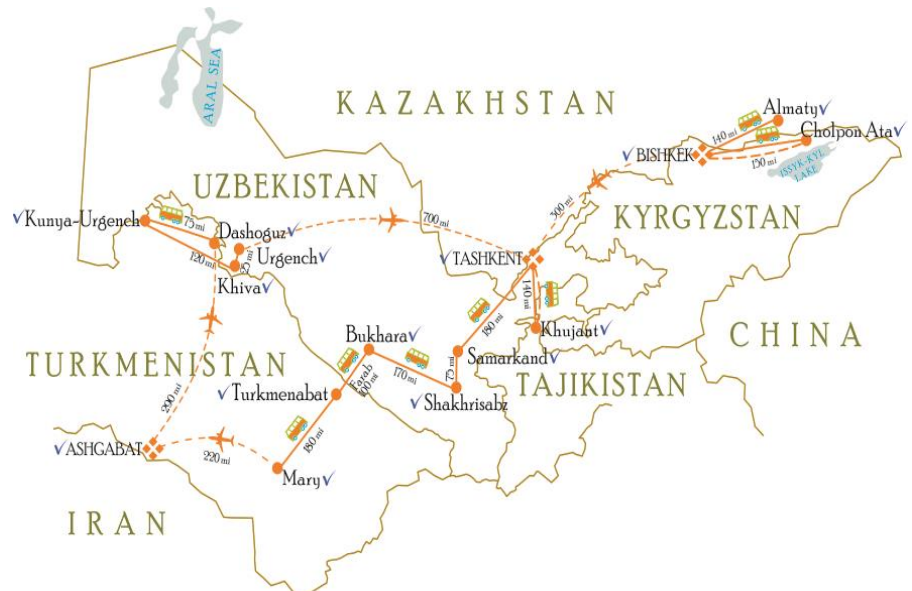 ARAL SEA
KAZAKHSTAN
Almaty
140 mi
Cholpon Ata
BISHKEK
150 mi
ISSYK-KYL
LAKE
UZBEKISTAN
300 mi
KYRGYZSTAN
Kunya-Urgench
75 mi
Dashoguz
700 mi
120 mi
Urgench
TASHKENT
Khiva
140 mi
CHINA
Bukhara
180 mi
Khujant
TURKMENISTAN
Samarkand
170 mi
TAJIKISTAN
Turkmenabat
Farab
100 mi
Shakhrisabz
200 mi
ASHGABAT
220 mi
180 mi
Mary
IRAN